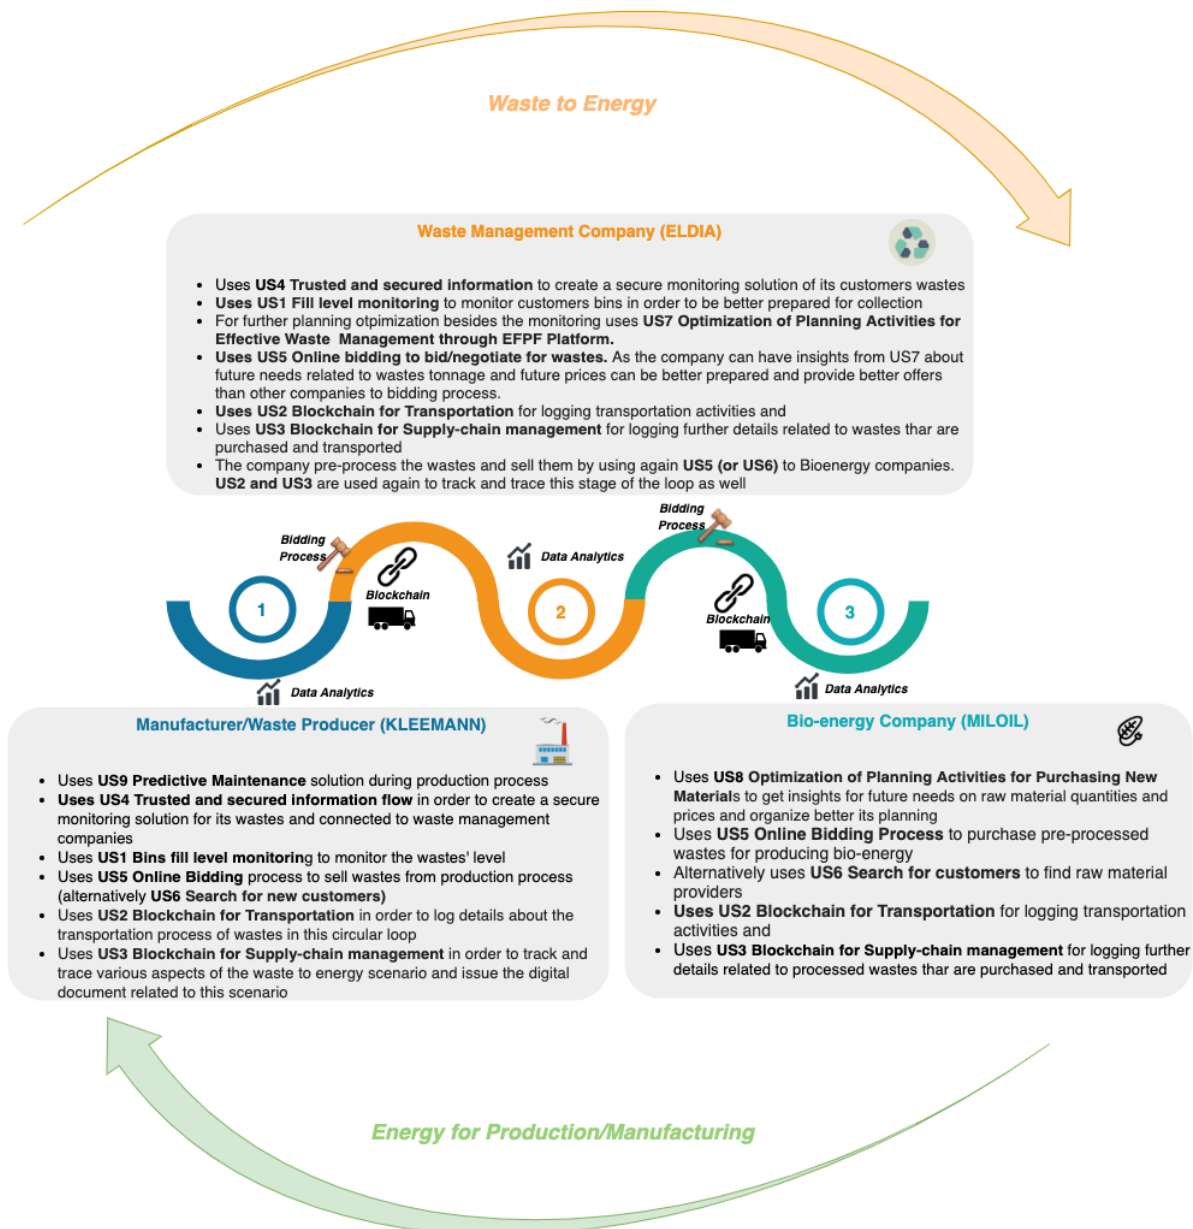 Waste to Energy
Waste Management Company (ELDIA)
• Uses US4 Trusted and secured information to create a secure monitoring solution of its customers wastes
• Uses US1 Fill level monitoring to monitor customers bins in order to be better prepared for collection
• For further planning otpimization besides the monitoring uses US7 Optimization of Planning Activities for
Effective Waste Management through EFPF Platform.
• Uses US5 Online bidding to bid/negotiate for wastes. As the company can have insights from US7 about
future needs related to wastes tonnage and future prices can be better prepared and provide better offers
than other companies to bidding process.
• Uses US2 Blockchain for Transportation for logging transportation activities and
• Uses US3 Blockchain for Supply-chain management for logging further details related to wastes thar are
purchased and transported
• The company pre-process the wastes and sell them by using again US5 (or US6) to Bioenergy companies.
US2 and US3 are used again to track and trace this stage of the loop as well
Bidding
Process
Blockchain
Data Analytics
Bidding
Process
Blockchain
1
2
3
Data Analytics
Data Analytics
Manufacturer/Waste Producer (KLEEMANN)
• Uses US9 Predictive Maintenance solution during production process
• Uses US4 Trusted and secured information flow in order to create a secure
monitoring solution for its wastes and connected to waste management
companies
• Uses US1 Bins fill level monitoring to monitor the wastes' level
• Uses US5 Online Bidding process to sell wastes from production process
(alternatively US6 Search for new customers)
• Uses US2 Blockchain for Transportation in order to log details about the
transportation process of wastes in this circular loop
• Uses US3 Blockchain for Supply-chain management in order to track and
trace various aspects of the waste to energy scenario and issue the digital
document related to this scenario
Bio-energy Company (MILOIL)
• Uses US8 Optimization of Planning Activities for Purchasing New
Materials to get insights for future needs on raw material quantities and
prices and organize better its planning
• Uses US5 Online Bidding Process to purchase pre-processed
wastes for producing bio-energy
• Alternatively uses US6 Search for customers to find raw material
providers
• Uses US2 Blockchain for Transportation for logging transportation
activities and
• Uses US3 Blockchain for Supply-chain management for logging further
details related to processed wastes thar are purchased and transported
Energy for Production/Manufacturing